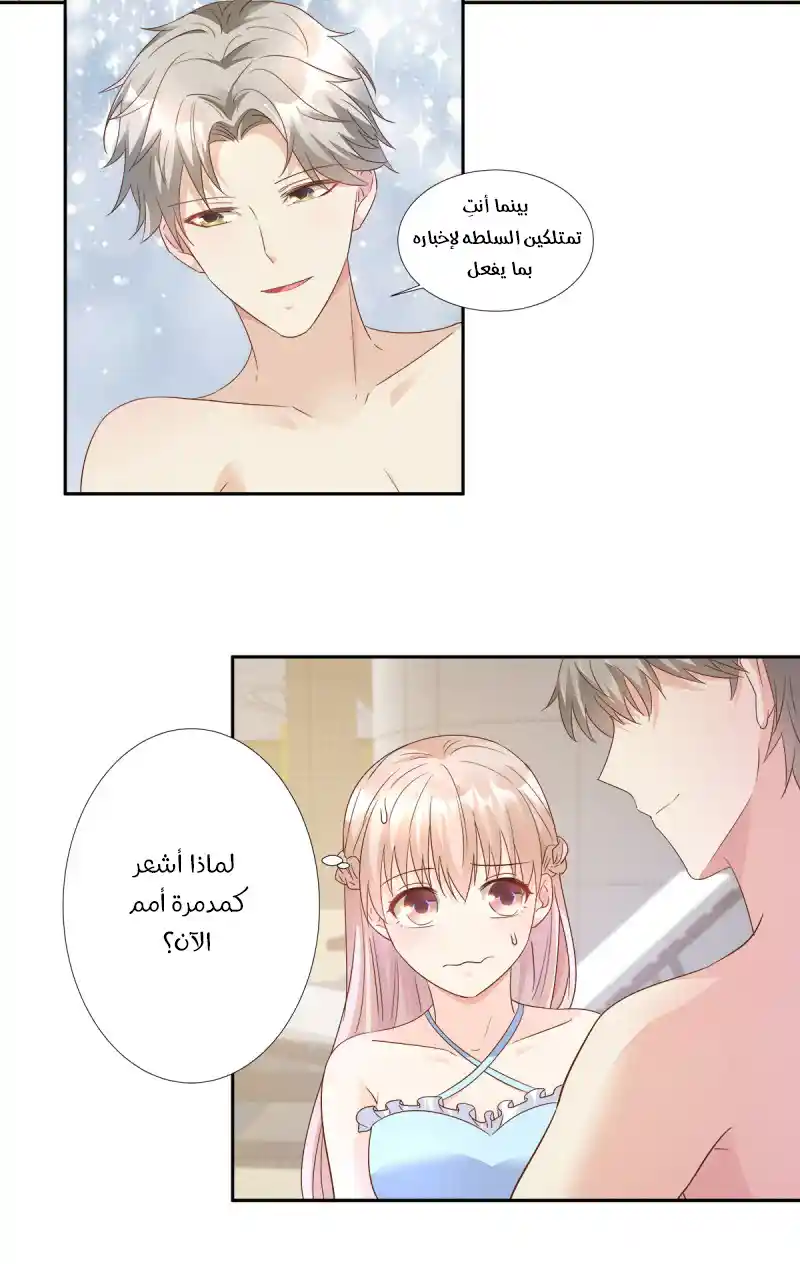 بينما أنتِ
تمتلكين السلطه لإخباره
بما يفعل
لماذا أشعر
كمدمرة أمم
الآن؟